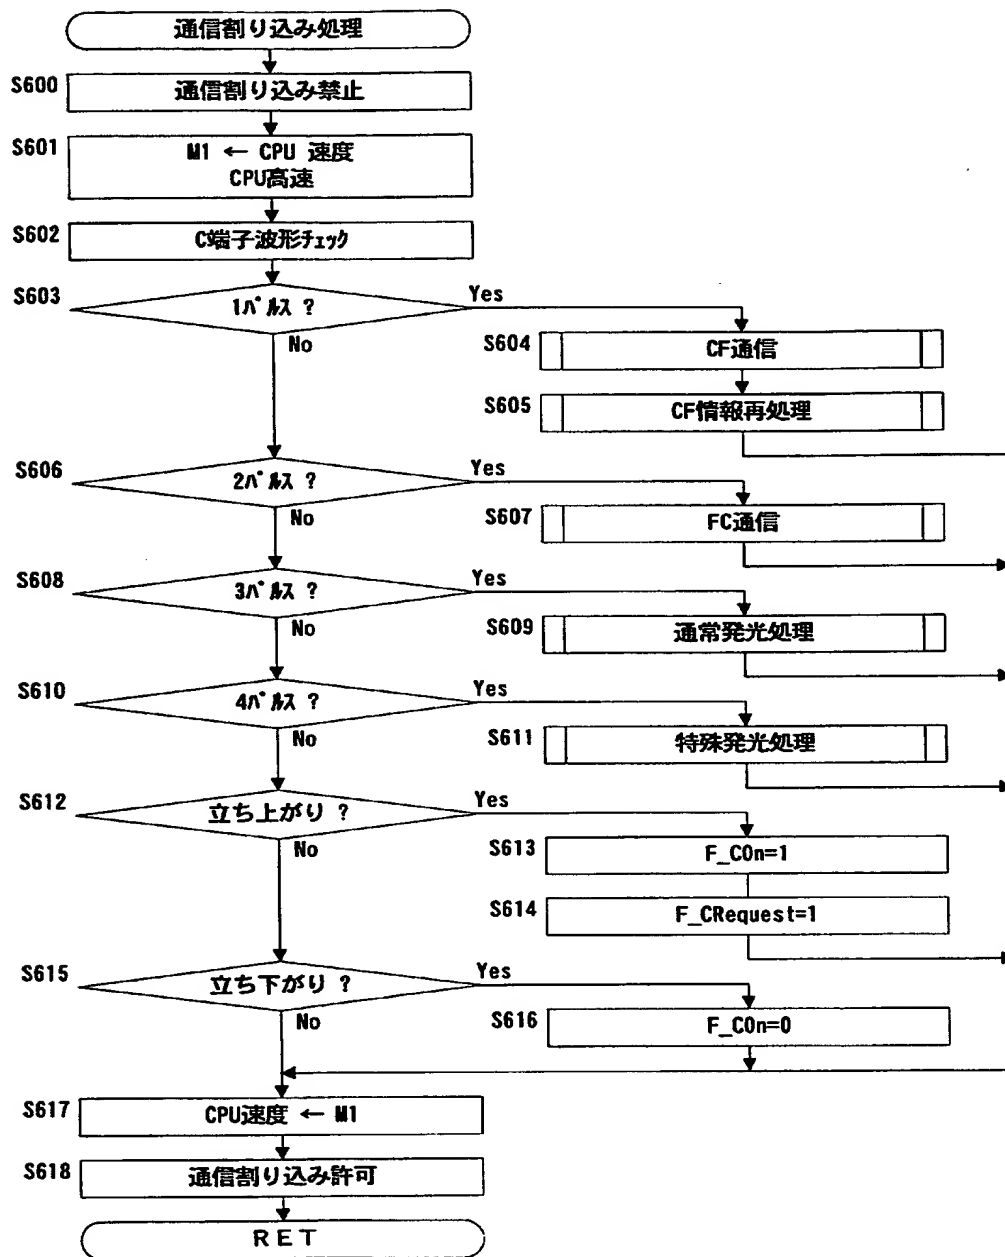 通信割り込み処理
S600 通信割り込み禁止
S601 M1 ← CPU 速度
CPU高速
S602 C端子波形ﾁｪｯｸ
S603 1ﾊﾟﾙｽ ? Yes
No
S604 CF通信
S605 CF情報再処理
S606 2ﾊﾟﾙｽ ? Yes
No
S607 FC通信
S608 3ﾊﾟﾙｽ ? Yes
No
S609 通常発光処理
S610 4ﾊﾟﾙｽ ? Yes
No
S611 特殊発光処理
S612 立ち上がり ? Yes
No
S613 F_COn=1
S614 F_CRequest=1
S615 立ち下がり ? Yes
No
S616 F_COn=0
S617 CPU速度 ← M1
S618 通信割り込み許可
RET